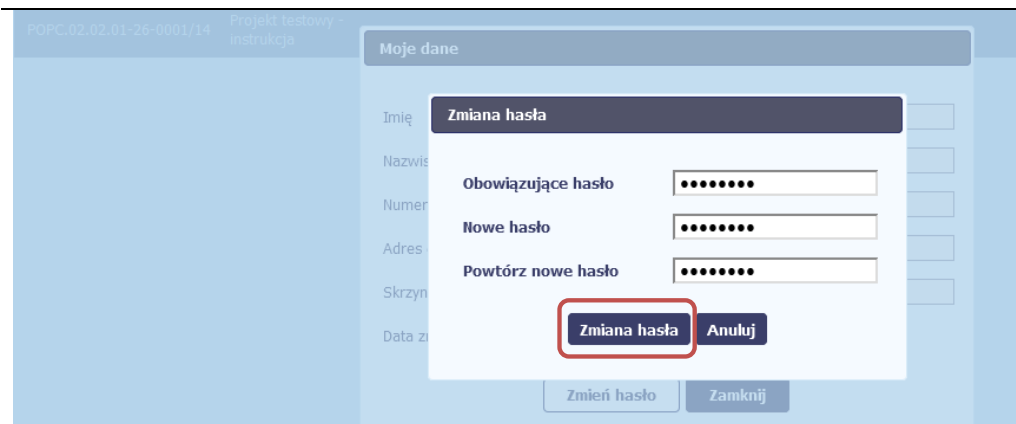 POPC.02.02.01-26-0001/14
Projekt testowy -
instrukcja
Moje dane
Imię
Zmiana hasła
Nazwis
Obowiązujące hasło
••••••••
Numer
Nowe hasło
••••••••
Adres
Powtórz nowe hasło
••••••••
Skrzyn
Zmiana hasła Anuluj
Data
Zmień hasło Zamknij